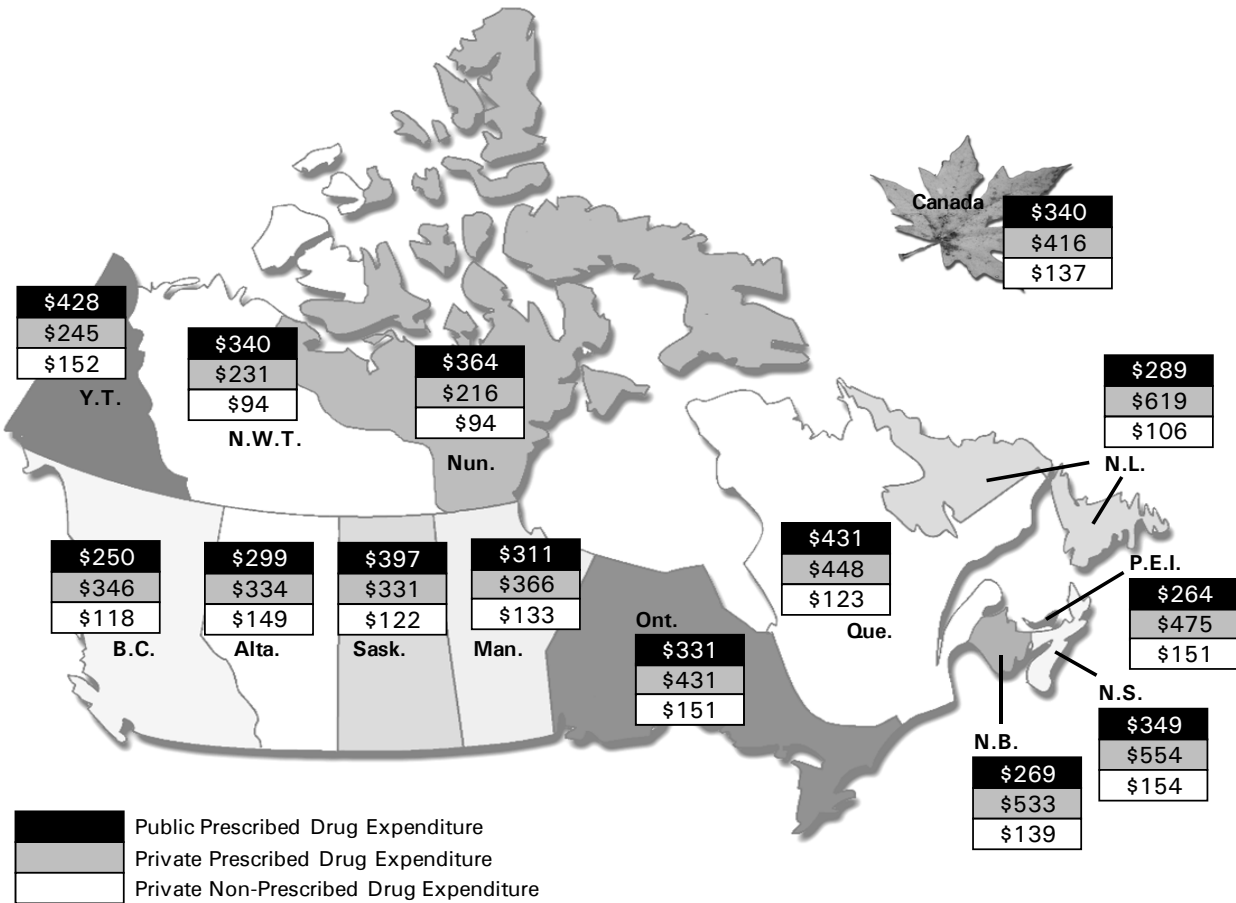 Canada
$340
$416
$137
$428
$245
$152
Y.T.
$340
$231
$94
N.W.T.
$364
$216
$94
Nun.
$289
$619
$106
N.L.
$250
$346
$118
B.C.
$299
$334
$149
Alta.
$397
$331
$122
Sask.
$311
$366
$133
Man.
Ont.
$331
$431
$151
$431
$448
$123
Que.
P.E.I.
$264
$475
$151
N.S.
$349
$554
$154
N.B.
$269
$533
$139
Public Prescribed Drug Expenditure
Private Prescribed Drug Expenditure
Private Non-Prescribed Drug Expenditure